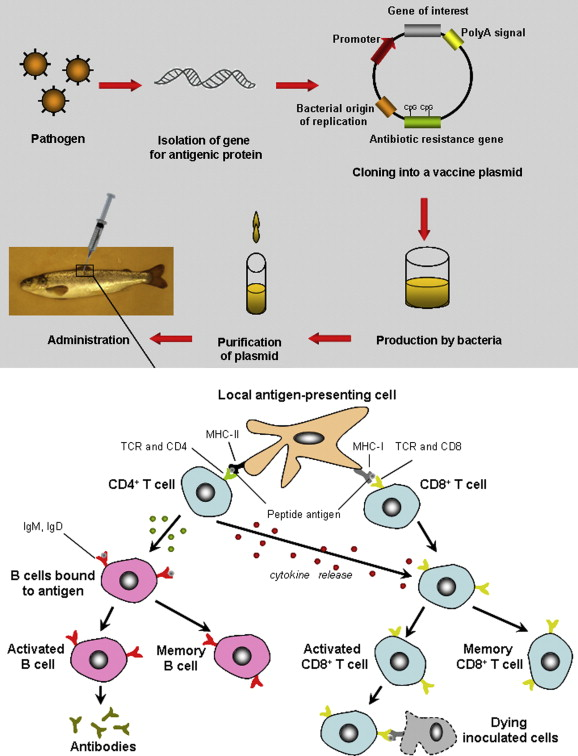 Gene of interest
Promoter
PolyA signal
Bacterial origin
of replication
CpG CpG
Antibiotic resistance gene
Pathogen
Isolation of gene
for antigenic protein
Cloning into a vaccine plasmid
Administration
Purification
of plasmid
Production by bacteria
Local antigen-presenting cell
TCR and CD4
MHC-II
MHC-I
TCR and CD8
CD4⁺ T cell
CD8⁺ T cell
Peptide antigen
IgM, IgD
B cells bound
to antigen
cytokine release
Activated
B cell
Memory
B cell
Activated
CD8⁺ T cell
Memory
CD8⁺ T cell
Antibodies
Dying
inoculated cells